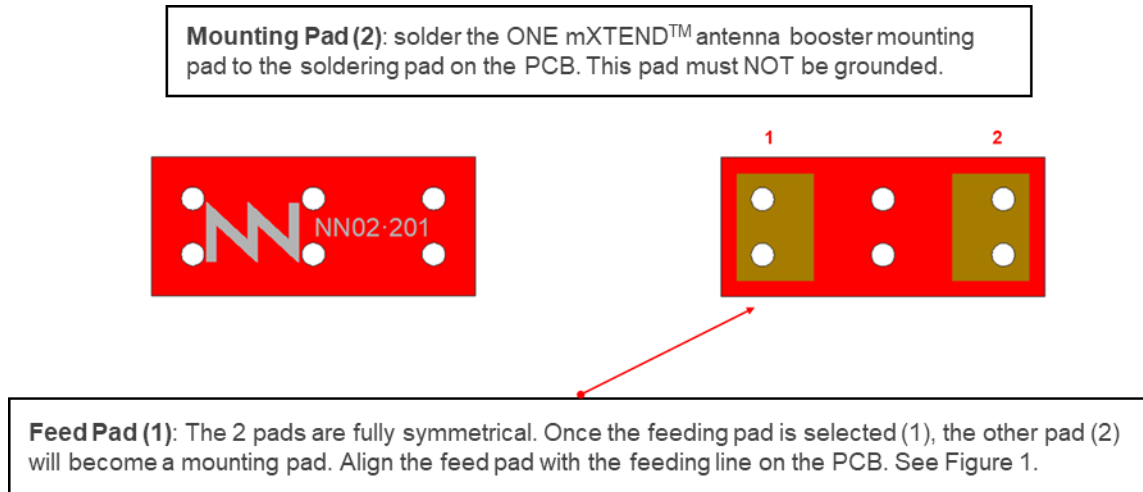 Mounting Pad (2): solder the ONE mXTEND™ antenna booster mounting
pad to the soldering pad on the PCB. This pad must NOT be grounded.
1
2
NN02·201
Feed Pad (1): The 2 pads are fully symmetrical. Once the feeding pad is selected (1), the other pad (2)
will become a mounting pad. Align the feed pad with the feeding line on the PCB. See Figure 1.